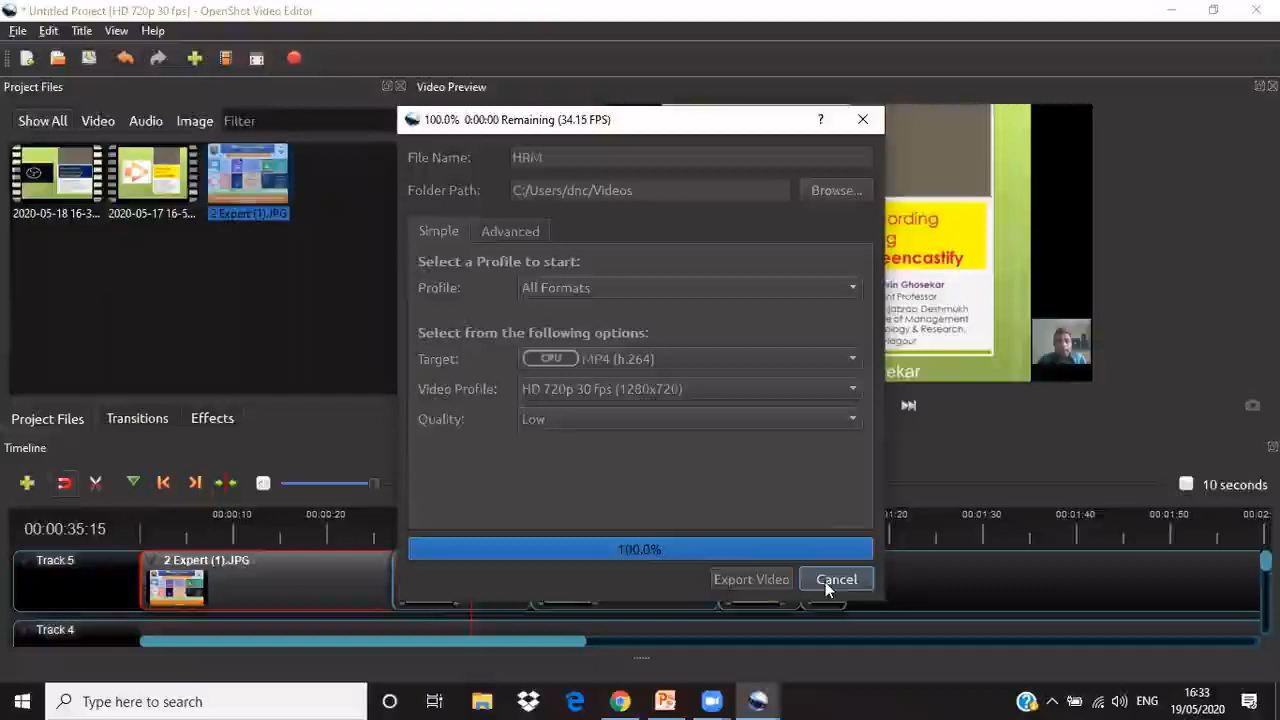 * Untitled Project [HD 720p 30 fps] - OpenShot Video Editor
File Edit Title View Help
Project Files
Video Preview
Show All Video Audio Image Filter
2020-05-18 16-3... 2020-05-17 16-5... 2 Expert (1).JPG
100.0% 0:00:00 Remaining (34.15 FPS)
File Name: HRM
Folder Path: C:/Users/dnc/Videos Browse...
Simple Advanced
Select a Profile to start:
Profile: All Formats
Select from the following options:
Target: CPU MP4 (h.264)
Video Profile: HD 720p 30 fps (1280x720)
Quality: Low
100.0%
Export Video Cancel
ording
eencastify
Ghosekar
Professor
Deshmukh
of Management
& Research,
ekar
Project Files Transitions Effects
Timeline
10 seconds
00:00:35:15
00:00:10 00:00:20 01:20 00:01:30 00:01:40 00:01:50 00:02:
Track 5
2 Expert (1).JPG
Track 4
Type here to search
ENG
16:33
19/05/2020